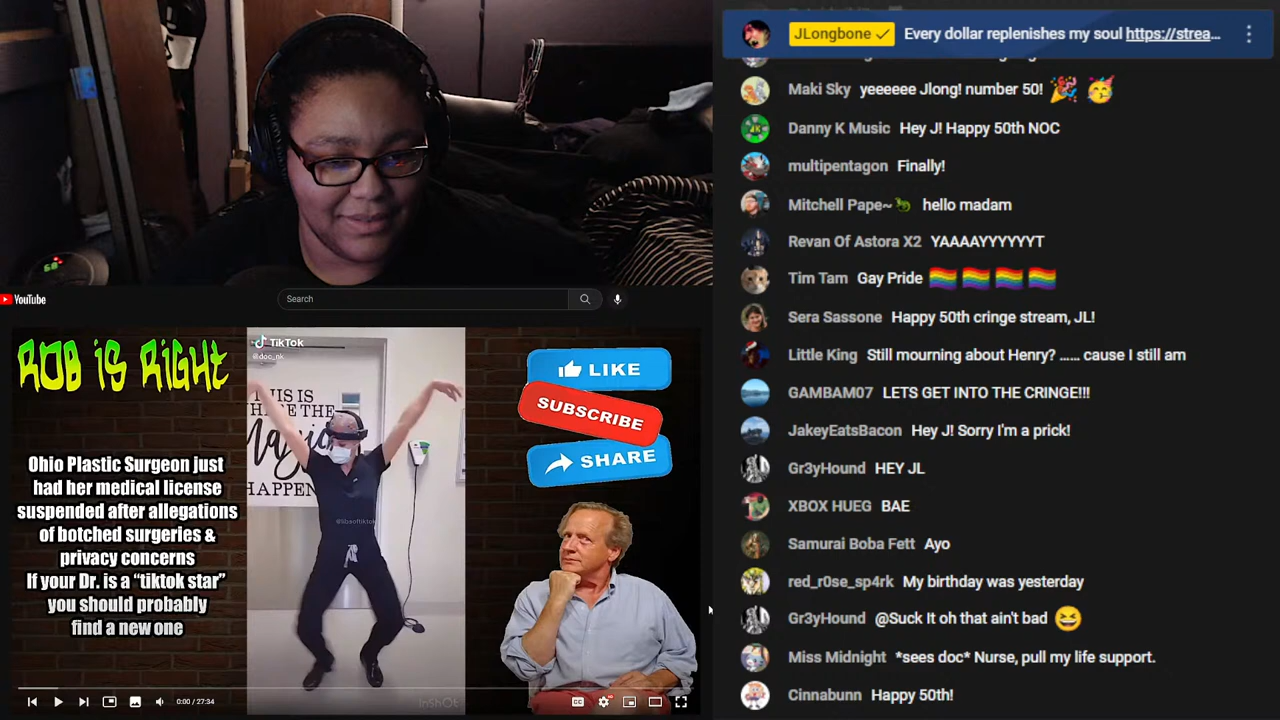 JLongbone Every dollar replenishes my soul https://strea...
Maki Sky yeeeeee Jlong! number 50! 🎉 🥳
Danny K Music Hey J! Happy 50th NOC
multipentagon Finally!
Mitchell Pape~🦎 hello madam
Revan Of Astora X2 YAAAAYYYYYYT
Tim Tam Gay Pride 🏳️‍🌈 🏳️‍🌈 🏳️‍🌈 🏳️‍🌈
Sera Sassone Happy 50th cringe stream, JL!
Little King Still mourning about Henry? ...... cause I still am
GAMBAM07 LETS GET INTO THE CRINGE!!!
JakeyEatsBacon Hey J! Sorry I'm a prick!
Gr3yHound HEY JL
XBOX HUEG BAE
Samurai Boba Fett Ayo
red_r0se_sp4rk My birthday was yesterday
Gr3yHound @Suck It oh that ain't bad 😆
Miss Midnight *sees doc* Nurse, pull my life support.
Cinnabunn Happy 50th!
YouTube
Search
ROB iS RiGHT
Ohio Plastic Surgeon just
had her medical license
suspended after allegations
of botched surgeries &
privacy concerns
If your Dr. is a “tiktok star”
you should probably
find a new one
TikTok
@doc_nk
THIS IS
THE
Magic
HAPPENS
@libsoftiktok
InShOt
LIKE
SUBSCRIBE
SHARE
0:00 / 27:34
CC